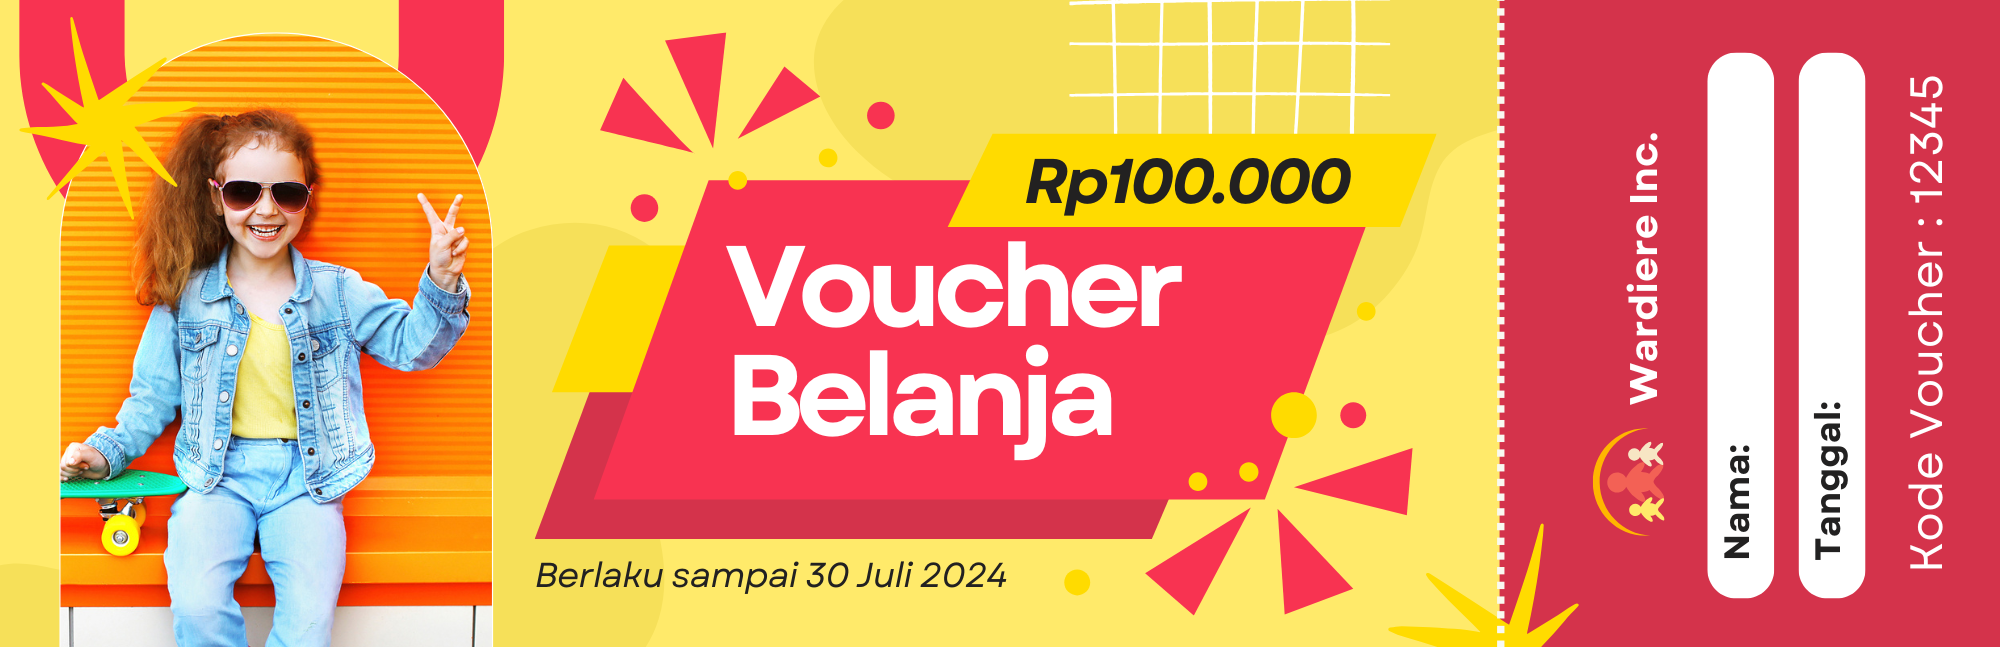 Rp100.000
Voucher
Belanja
Berlaku sampai 30 Juli 2024
Wardiere Inc.
Nama:
Tanggal:
Kode Voucher : 12345